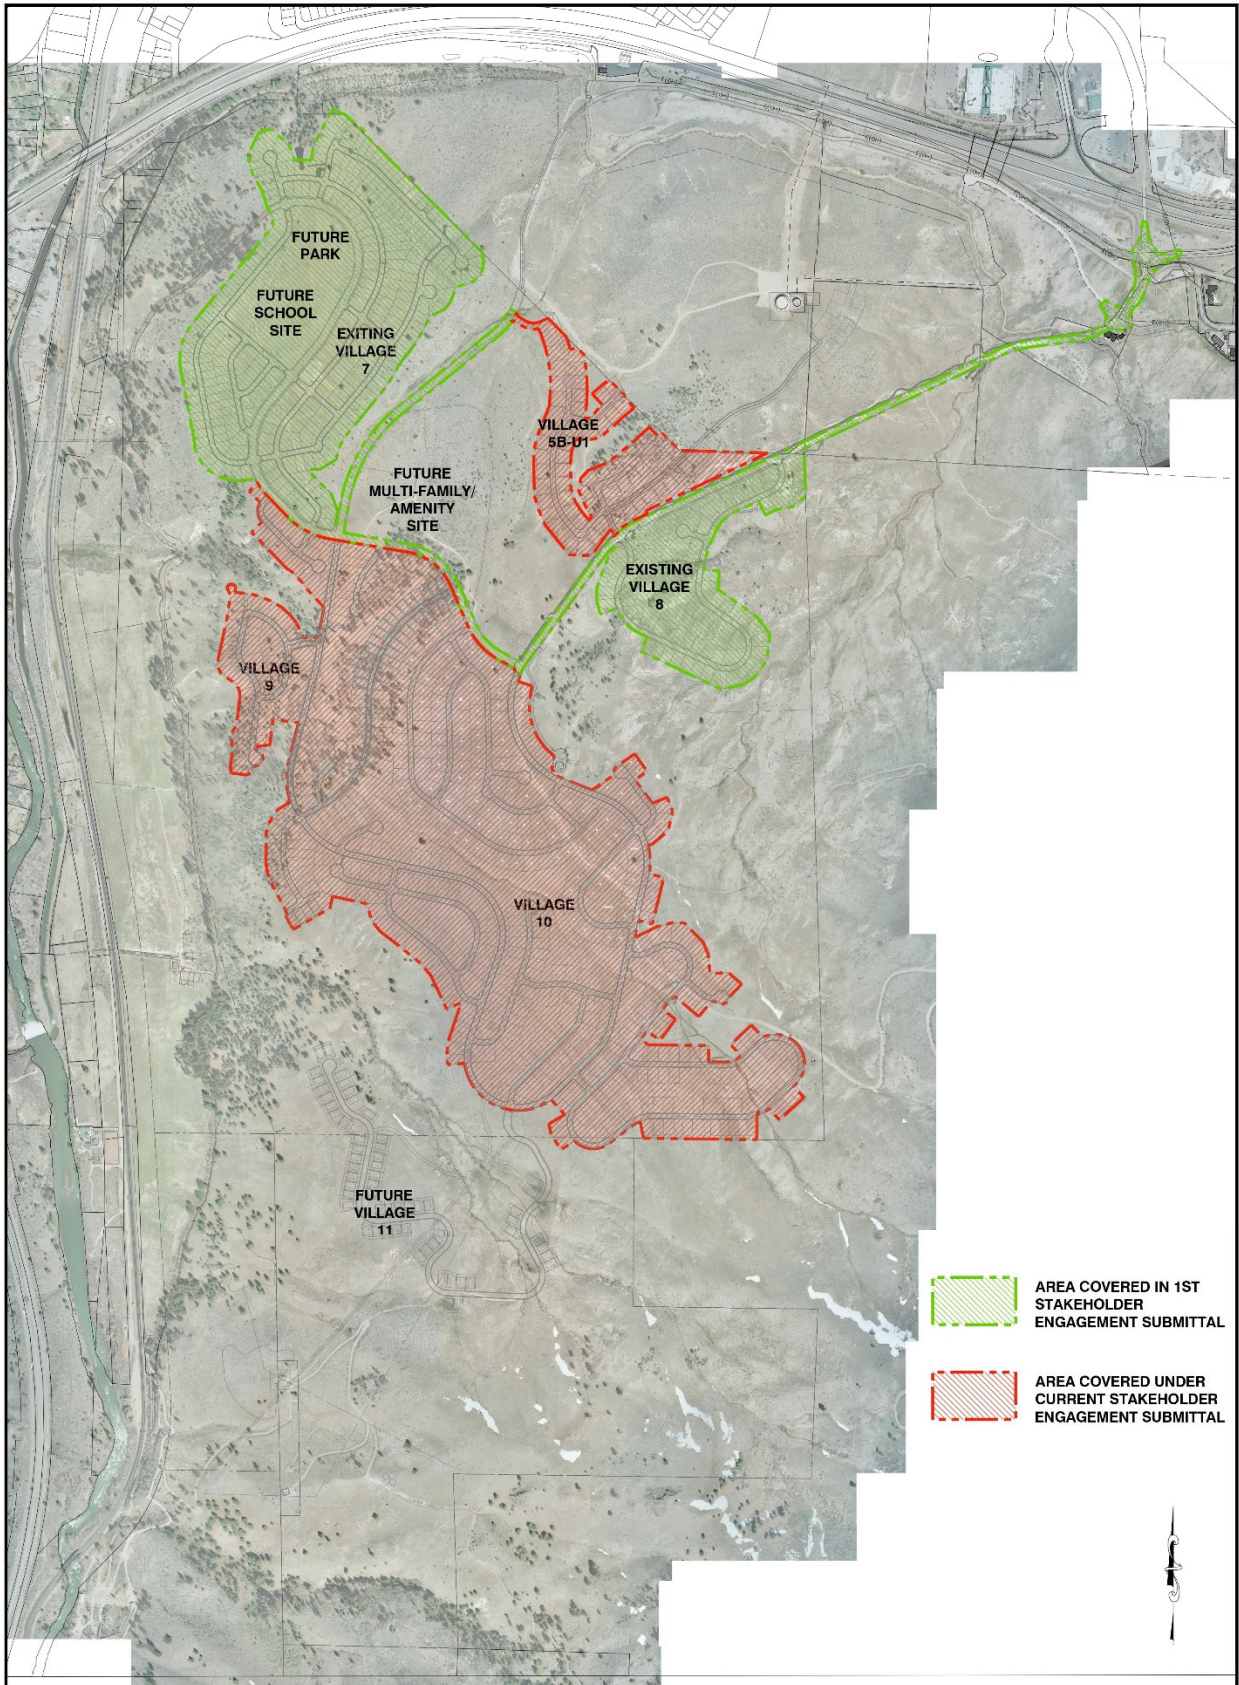 FUTURE
PARK
FUTURE
SCHOOL
SITE
EXITING
VILLAGE
7
VILLAGE
5B-U1
FUTURE
MULTI-FAMILY/
AMENITY
SITE
EXISTING
VILLAGE
8
VILLAGE
9
VILLAGE
10
FUTURE
VILLAGE
11
AREA COVERED IN 1ST
STAKEHOLDER
ENGAGEMENT SUBMITTAL
AREA COVERED UNDER
CURRENT STAKEHOLDER
ENGAGEMENT SUBMITTAL